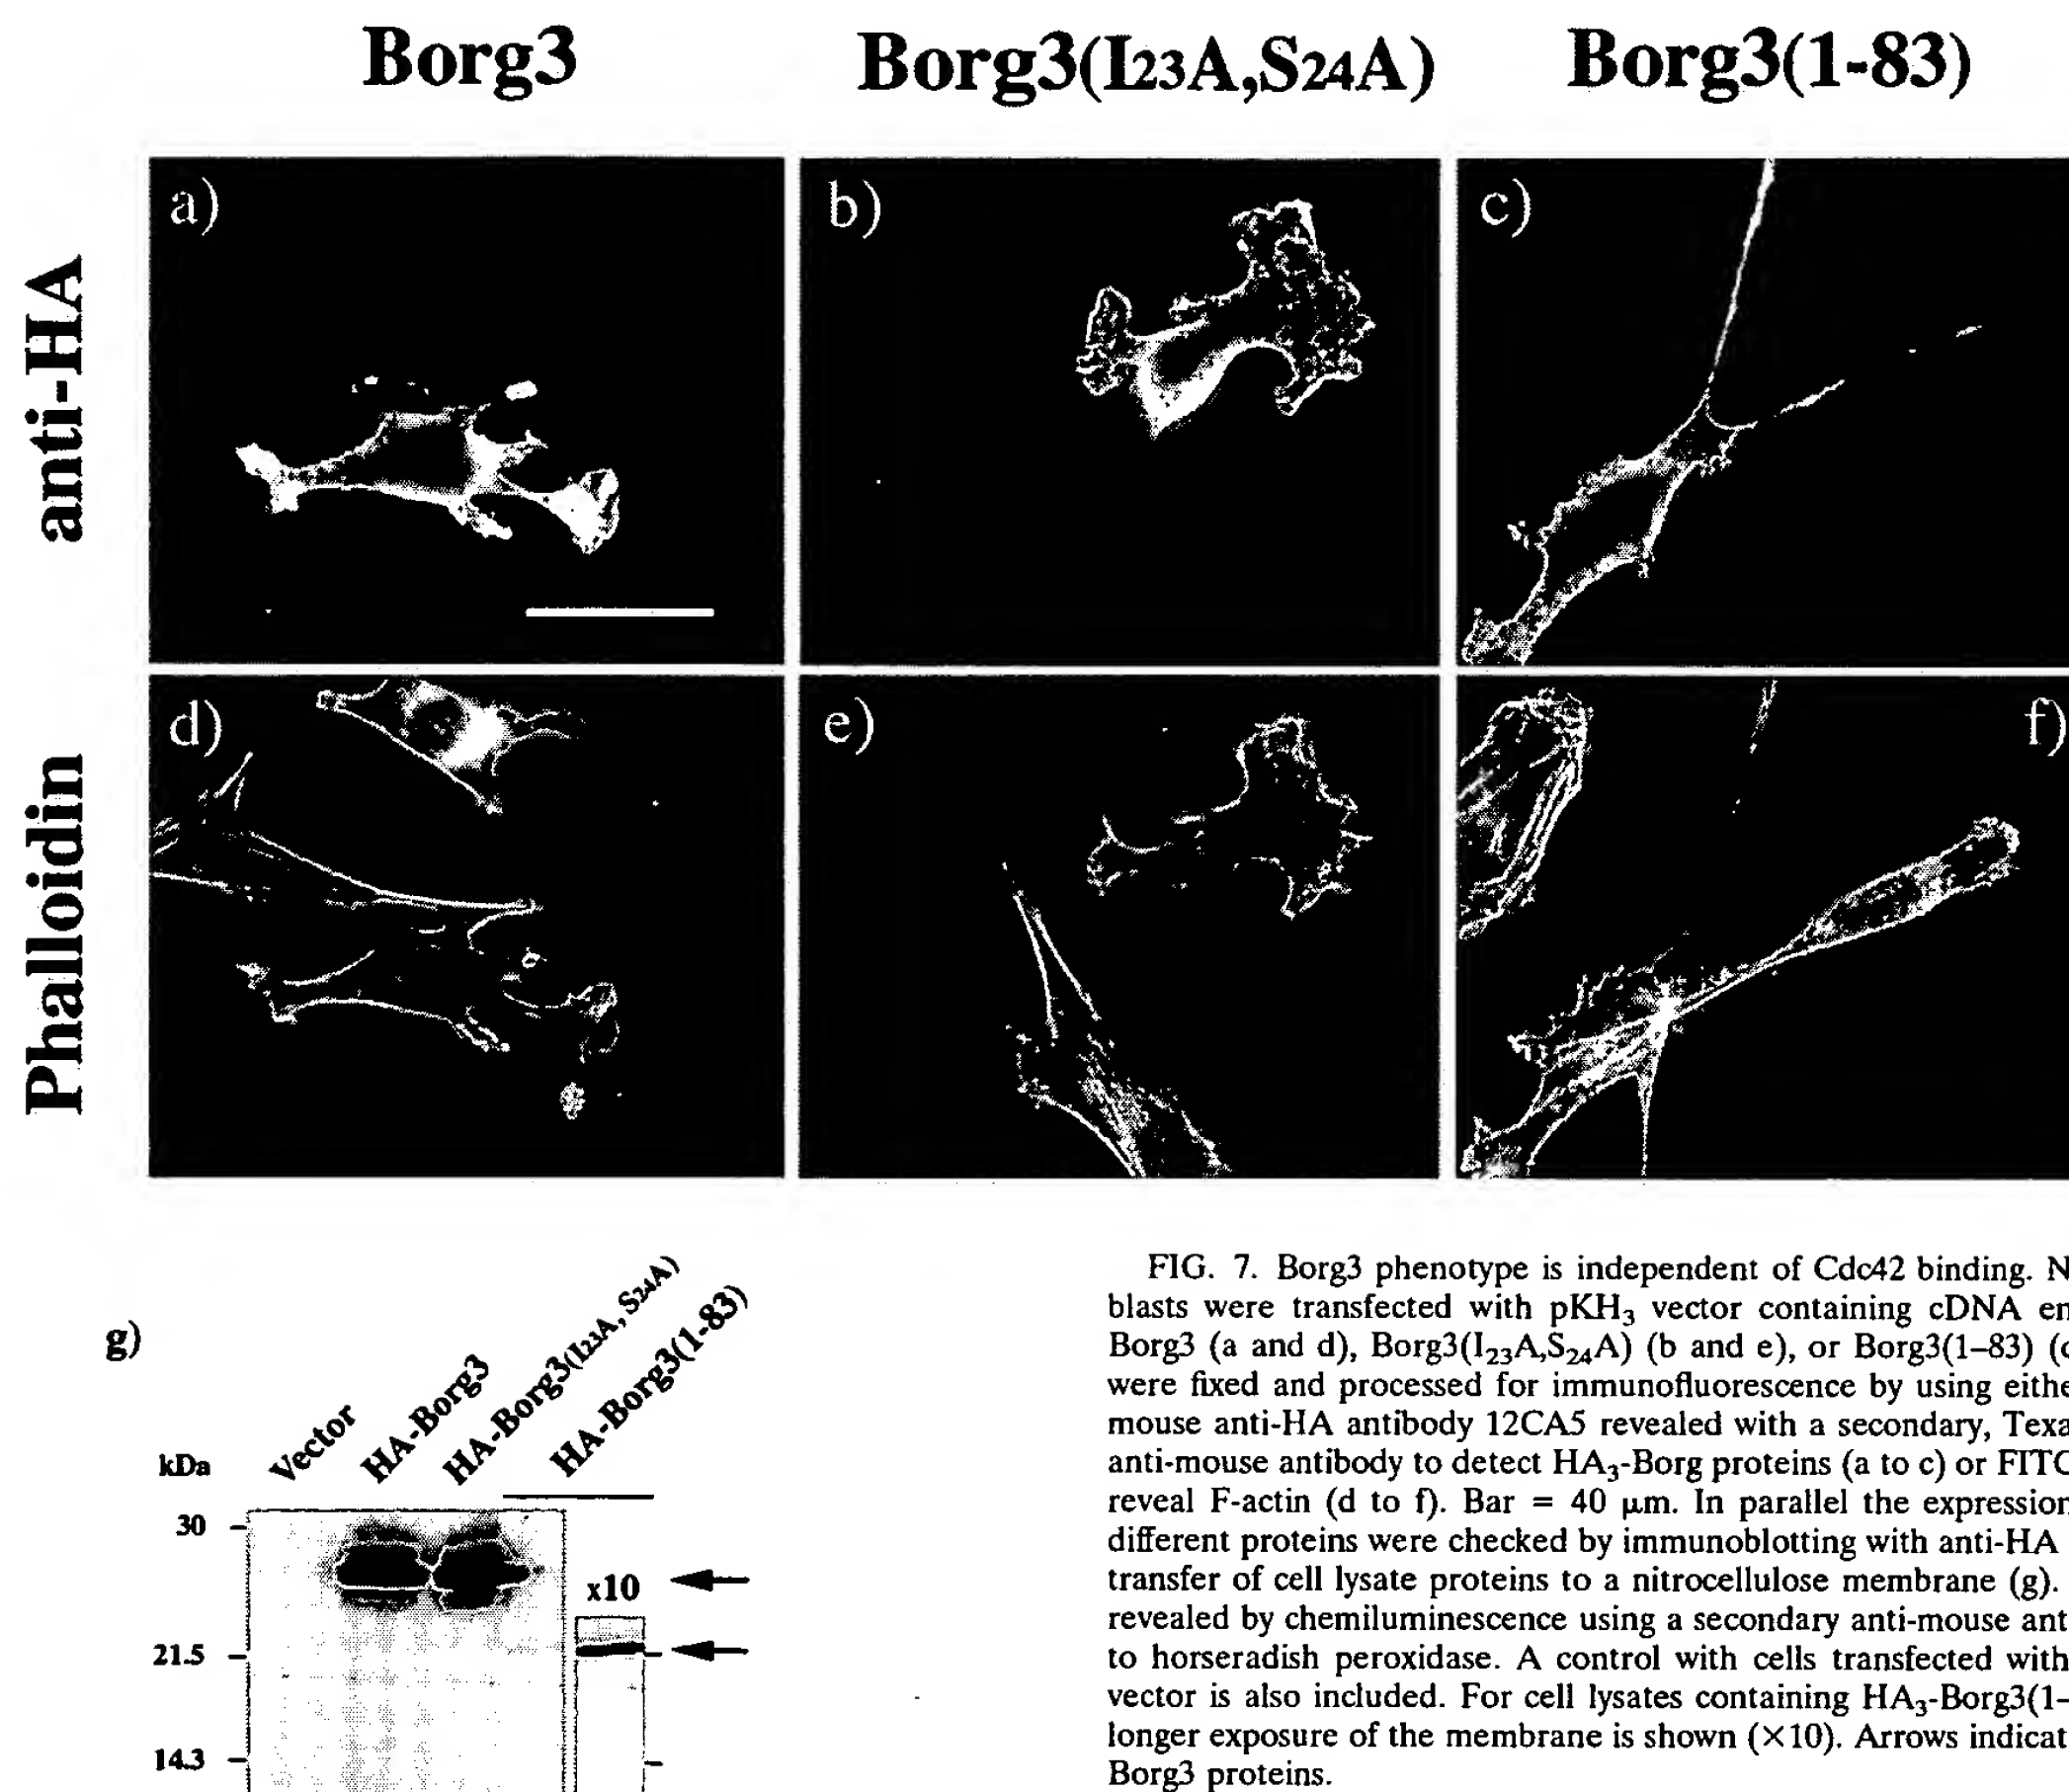 Borg3 Borg3(I23A,S24A) Borg3(1-83)
anti-HA
a) b) c)
Phalloidin
d) e) f)
g)
Vector HA-Borg3 HA-Borg3(I23A, S24A) HA-Borg3(1-83)
kDa
30
x10
21.5
14.3
FIG. 7. Borg3 phenotype is independent of Cdc42 binding. N
blasts were transfected with pKH3 vector containing cDNA en
Borg3 (a and d), Borg3(I23A,S24A) (b and e), or Borg3(1–83) (c
were fixed and processed for immunofluorescence by using eithe
mouse anti-HA antibody 12CA5 revealed with a secondary, Texa
anti-mouse antibody to detect HA3-Borg proteins (a to c) or FITC
reveal F-actin (d to f). Bar = 40 μm. In parallel the expression
different proteins were checked by immunoblotting with anti-HA
transfer of cell lysate proteins to a nitrocellulose membrane (g).
revealed by chemiluminescence using a secondary anti-mouse ant
to horseradish peroxidase. A control with cells transfected with
vector is also included. For cell lysates containing HA3-Borg3(1–
longer exposure of the membrane is shown (×10). Arrows indicat
Borg3 proteins.